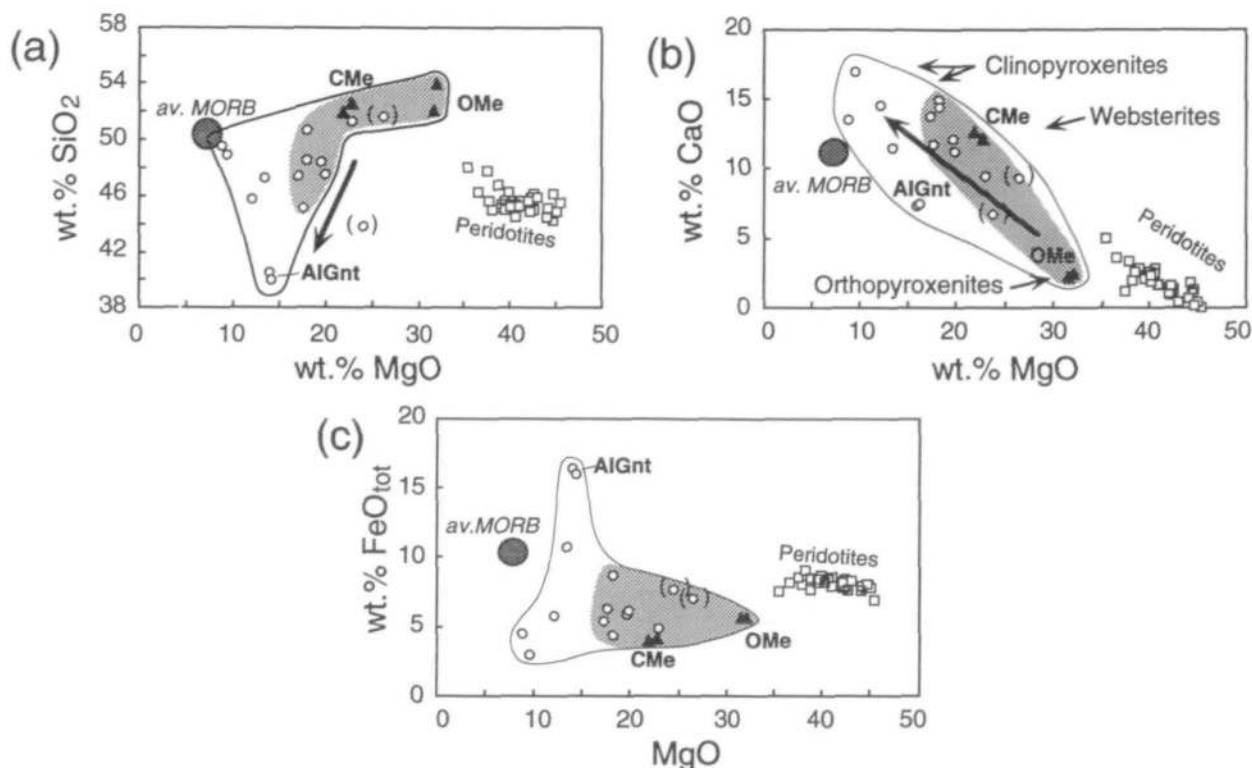 (a)
58
54
50
46
42
38
wt.% SiO2
av. MORB
CMe
OMe
( )
( )
AlGnt
Peridotites
0
10
20
30
40
50
wt.% MgO
(b)
20
15
10
5
0
wt.% CaO
Clinopyroxenites
Websterites
CMe
av. MORB
AlGnt
( )
( )
OMe
Orthopyroxenites
Peridotites
0
10
20
30
40
50
wt.% MgO
(c)
20
15
10
5
0
wt.% FeOtot
AlGnt
av.MORB
Peridotites
( )
( )
CMe
OMe
0
10
20
30
40
50
MgO